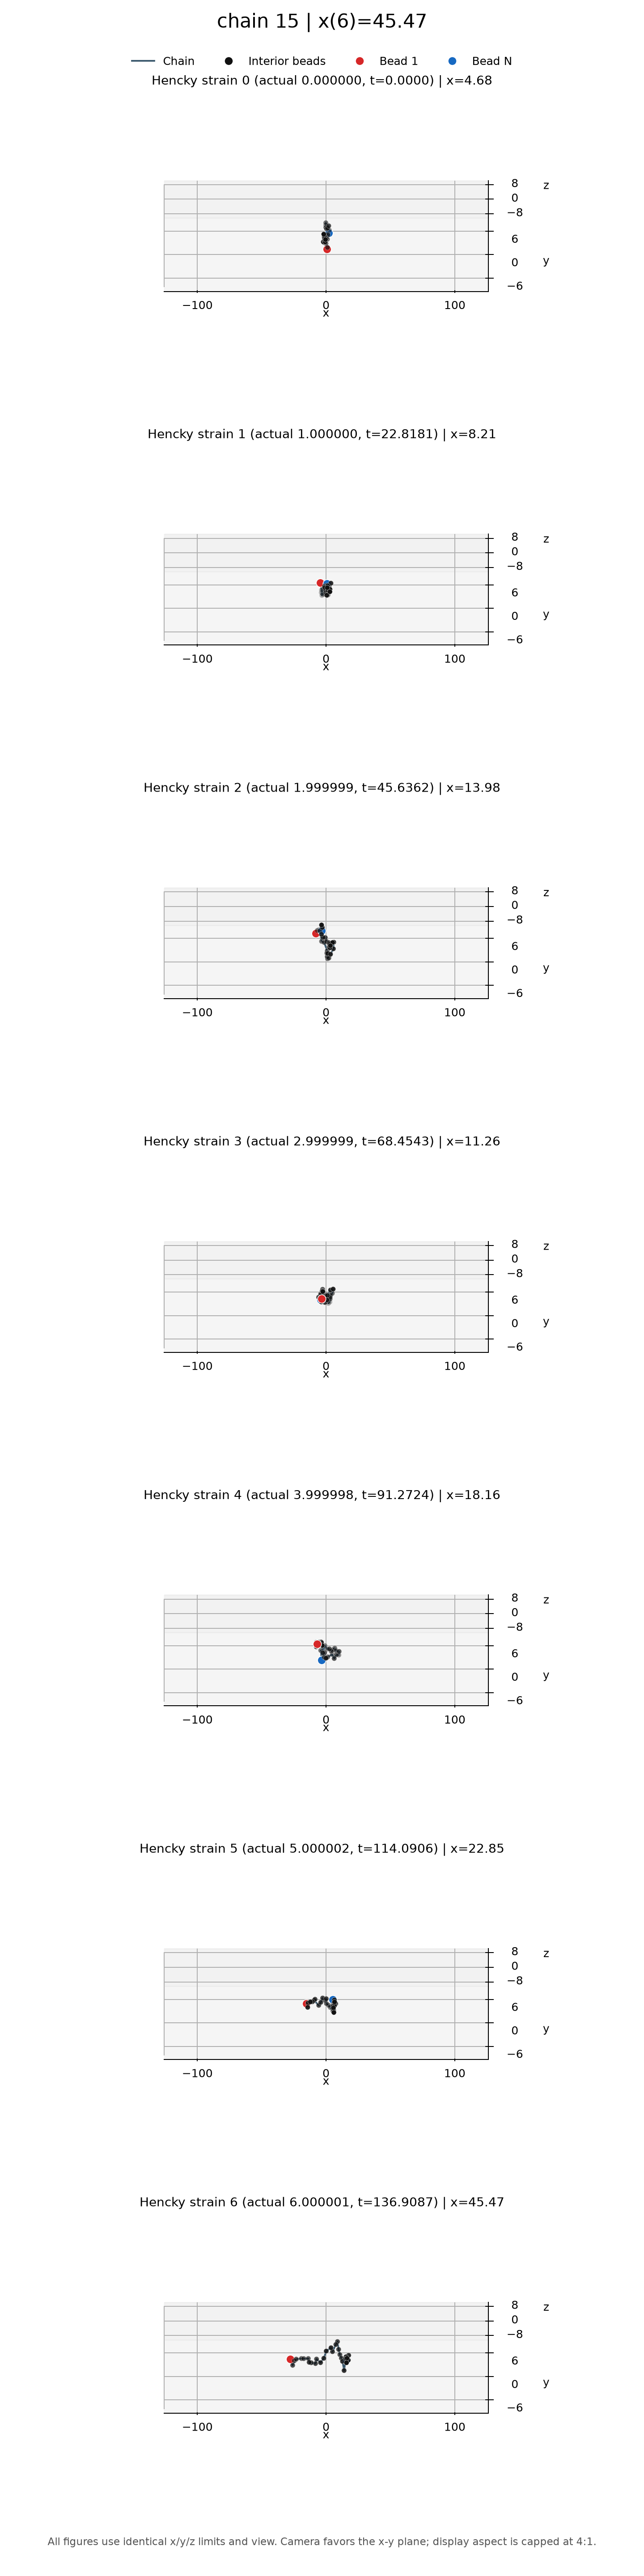 chain 15 | x(6)=45.47
Chain Interior beads Bead 1 Bead N
Hencky strain 0 (actual 0.000000, t=0.0000) | x=4.68
8 z
0
−8
6
0 y
−6
−100 0 100
x
Hencky strain 1 (actual 1.000000, t=22.8181) | x=8.21
8 z
0
−8
6
0 y
−6
−100 0 100
x
Hencky strain 2 (actual 1.999999, t=45.6362) | x=13.98
8 z
0
−8
6
0 y
−6
−100 0 100
x
Hencky strain 3 (actual 2.999999, t=68.4543) | x=11.26
8 z
0
−8
6
0 y
−6
−100 0 100
x
Hencky strain 4 (actual 3.999998, t=91.2724) | x=18.16
8 z
0
−8
6
0 y
−6
−100 0 100
x
Hencky strain 5 (actual 5.000002, t=114.0906) | x=22.85
8 z
0
−8
6
0 y
−6
−100 0 100
x
Hencky strain 6 (actual 6.000001, t=136.9087) | x=45.47
8 z
0
−8
6
0 y
−6
−100 0 100
x
All figures use identical x/y/z limits and view. Camera favors the x-y plane; display aspect is capped at 4:1.